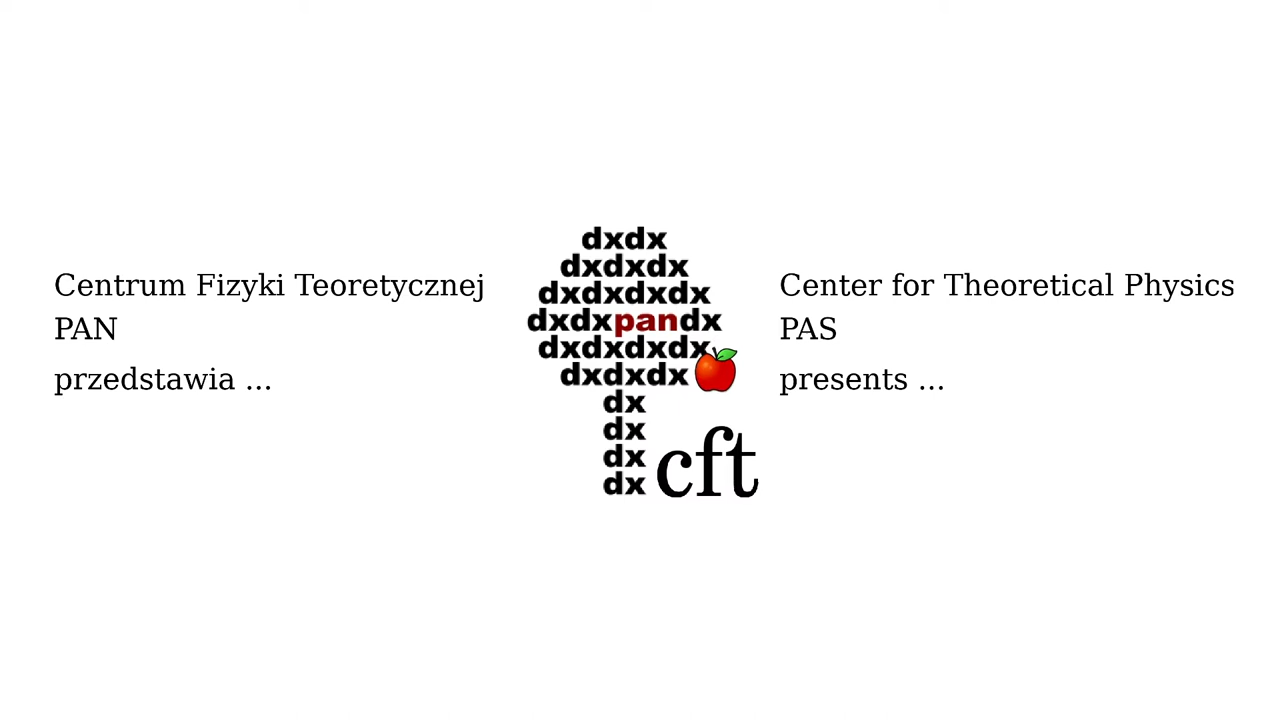 Centrum Fizyki Teoretycznej
PAN
przedstawia ...
dxdx
dxdxdx
dxdxdxdx
dxdxpandx
dxdxdxdx
dxdxdx
dx
dx
dx
dx
cft
Center for Theoretical Physics
PAS
presents ...